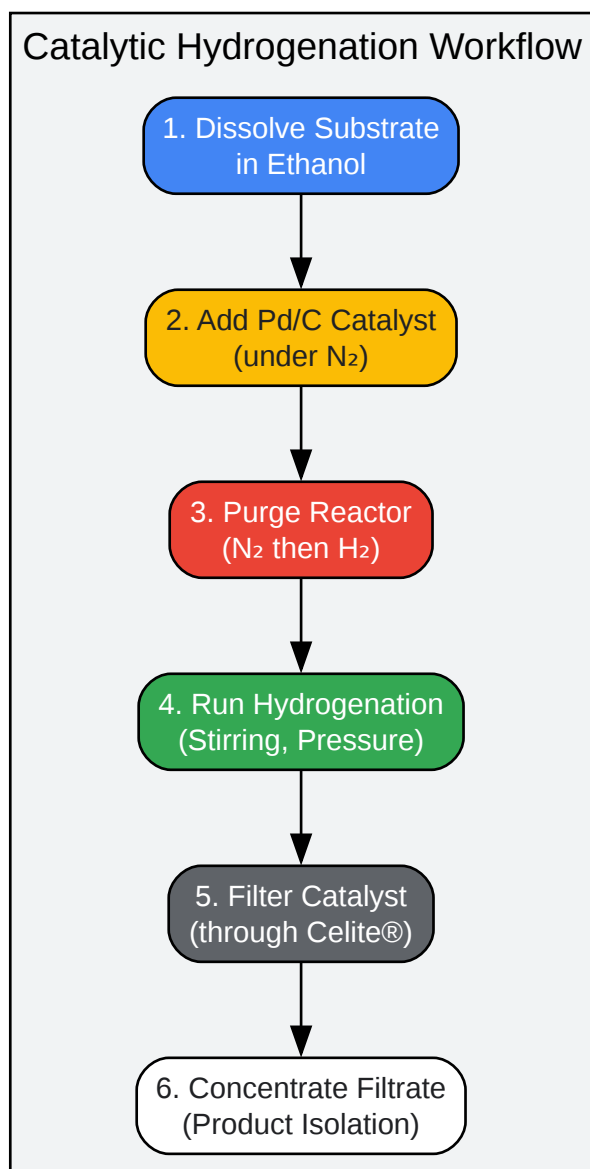 Catalytic Hydrogenation Workflow
1. Dissolve Substrate
in Ethanol
2. Add Pd/C Catalyst
(under N₂)
3. Purge Reactor
(N₂ then H₂)
4. Run Hydrogenation
(Stirring, Pressure)
5. Filter Catalyst
(through Celite®)
6. Concentrate Filtrate
(Product Isolation)